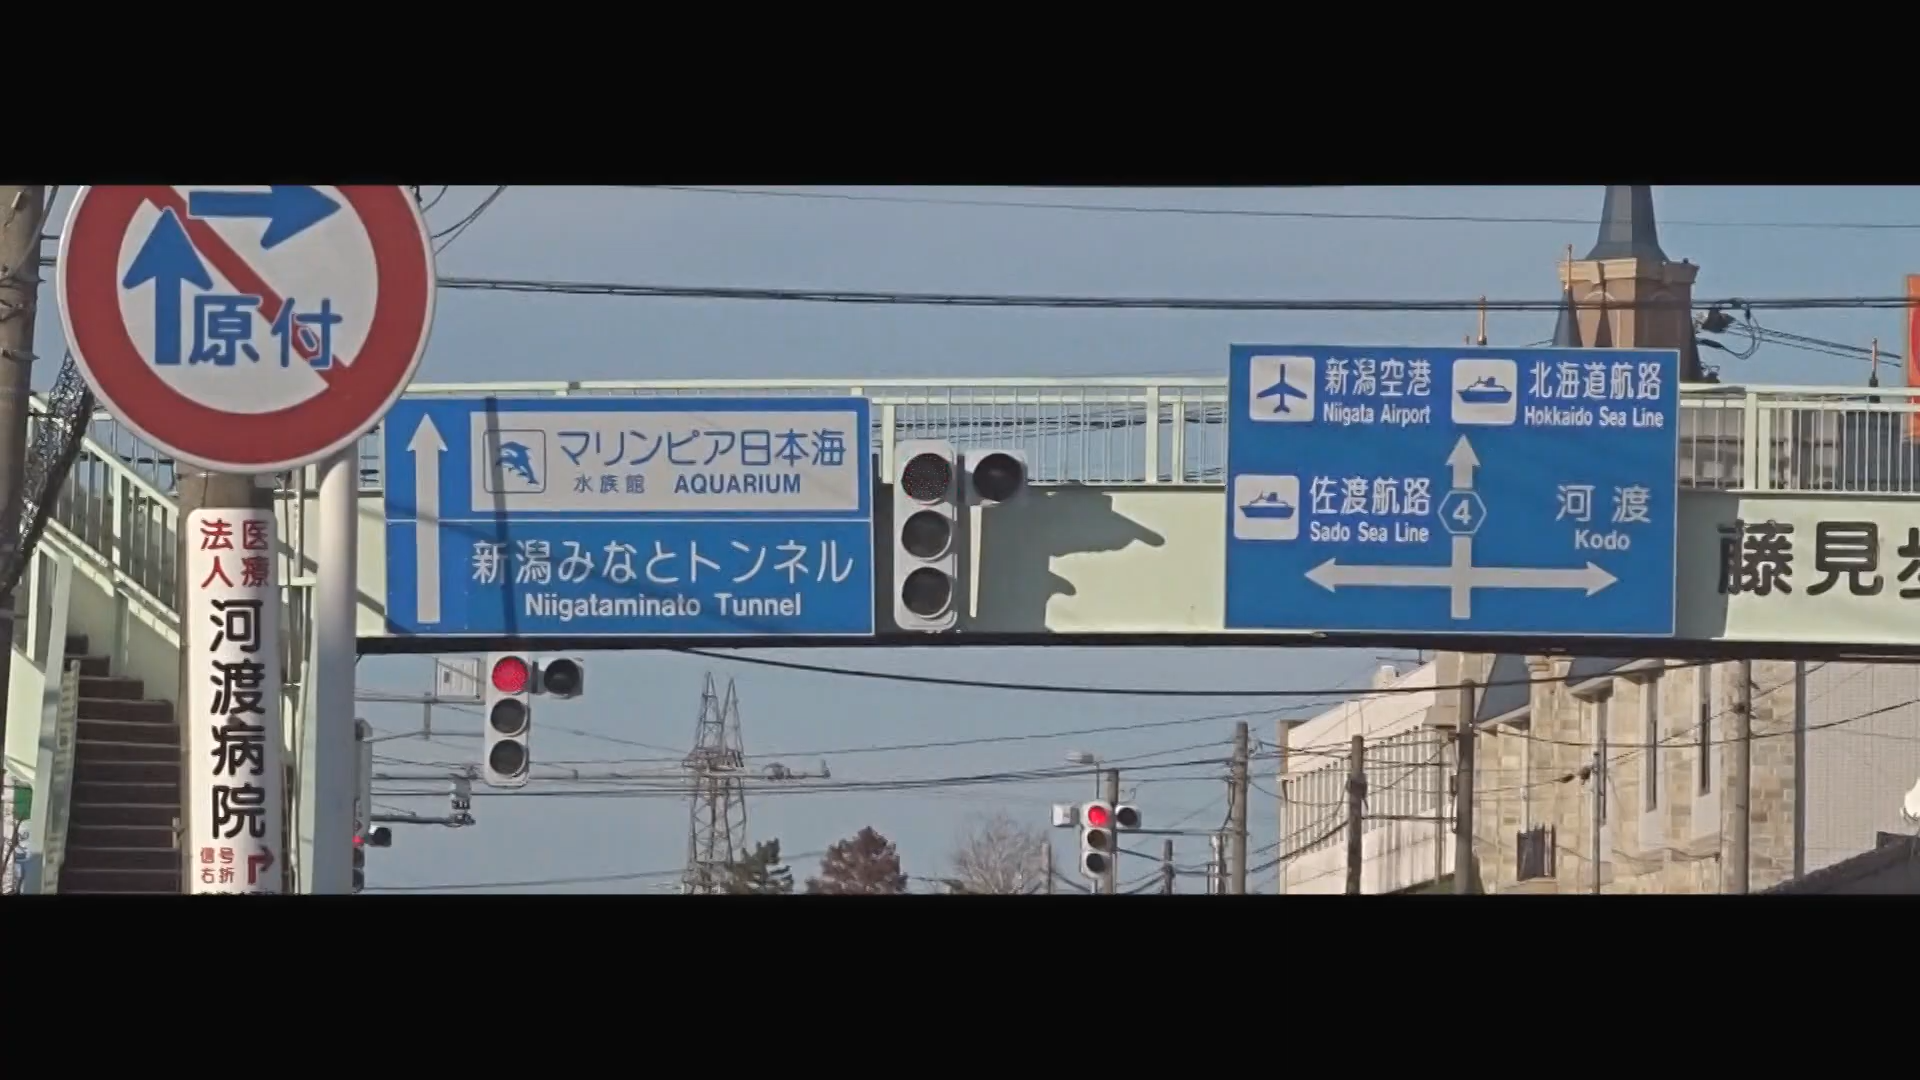 原付
医療
法人
河渡病院
信号
右折
マリンピア日本海
水族館 AQUARIUM
新潟みなとトンネル
Niigataminato Tunnel
新潟空港
Niigata Airport
北海道航路
Hokkaido Sea Line
佐渡航路
Sado Sea Line
4
河渡
Kodo
藤見